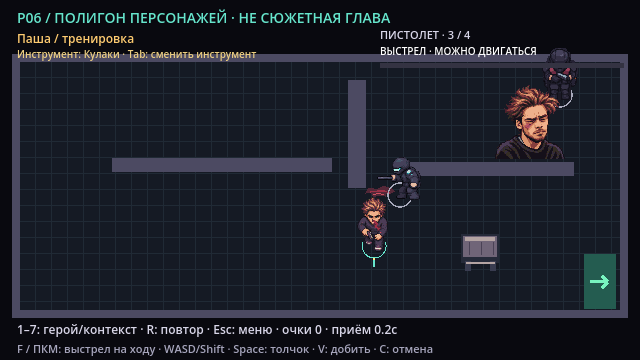 P06 / ПОЛИГОН ПЕРСОНАЖЕЙ · НЕ СЮЖЕТНАЯ ГЛАВА
Паша / тренировка
Инструмент: Кулаки · Tab: сменить инструмент
ПИСТОЛЕТ · 3 / 4
ВЫСТРЕЛ · МОЖНО ДВИГАТЬСЯ
1–7: герой/контекст · R: повтор · Esc: меню · очки 0 · приём 0.2с
F / ПКМ: выстрел на ходу · WASD/Shift · Space: толчок · V: добить · C: отмена